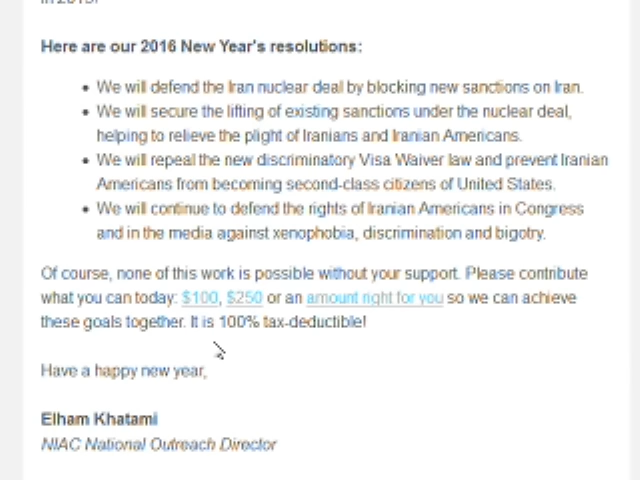 in 2015.
Here are our 2016 New Year's resolutions:
• We will defend the Iran nuclear deal by blocking new sanctions on Iran.
• We will secure the lifting of existing sanctions under the nuclear deal,
helping to relieve the plight of Iranians and Iranian Americans.
• We will repeal the new discriminatory Visa Waiver law and prevent Iranian
Americans from becoming second-class citizens of United States.
• We will continue to defend the rights of Iranian Americans in Congress
and in the media against xenophobia, discrimination and bigotry.
Of course, none of this work is possible without your support. Please contribute
what you can today: $100, $250 or an amount right for you so we can achieve
these goals together. It is 100% tax-deductible!
Have a happy new year,
Elham Khatami
NIAC National Outreach Director